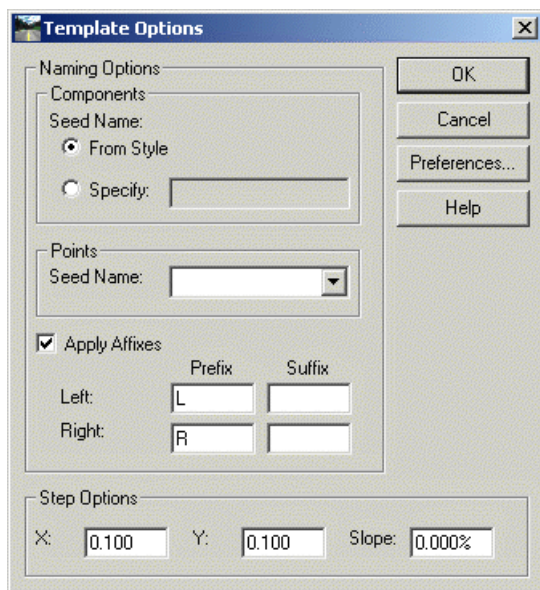 Template Options
Naming Options
Components
Seed Name:
From Style
Specify:
Points
Seed Name:
Apply Affixes
Prefix Suffix
Left: L
Right: R
OK
Cancel
Preferences...
Help
Step Options
X: 0.100 Y: 0.100 Slope: 0.000%